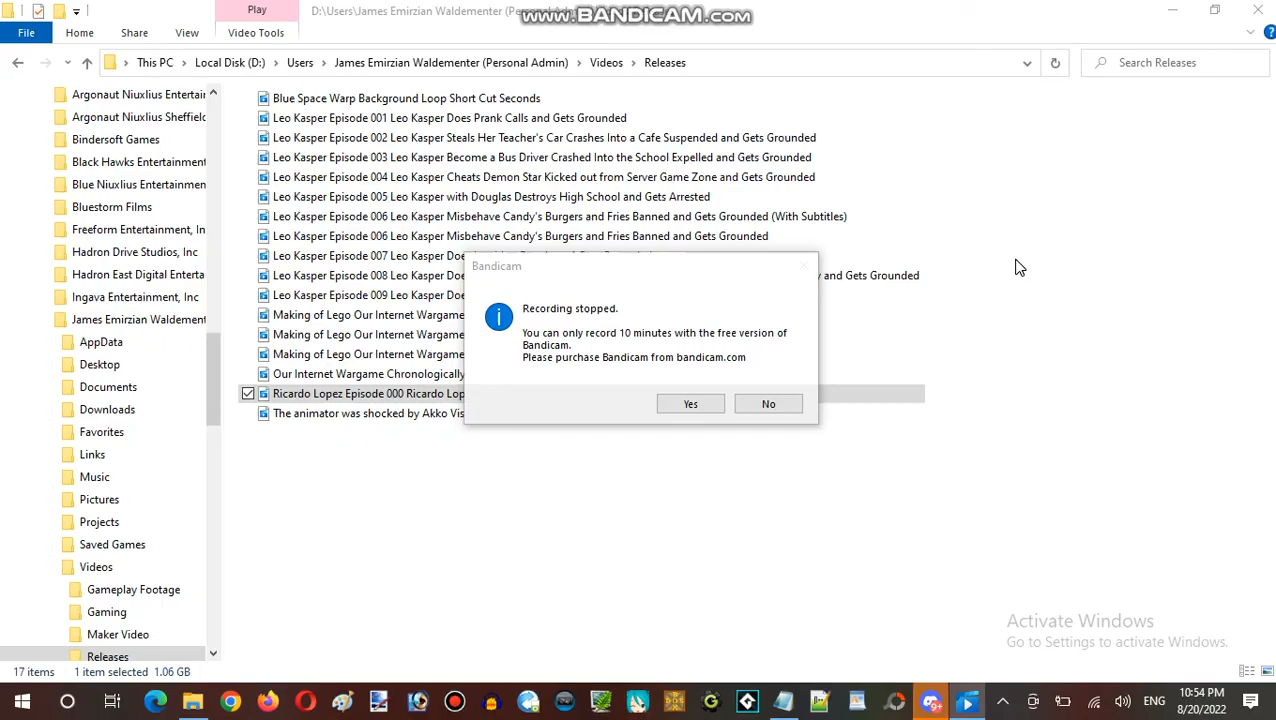 Play
D:\Users\James Emirzian Waldementer (Personal Admin)
www.BANDICAM.com
File
Home
Share
View
Video Tools
This PC
Local Disk (D:)
Users
James Emirzian Waldementer (Personal Admin)
Videos
Releases
Search Releases
Argonaut Niuxlius Entertai
Argonaut Niuxlius Sheffield
Bindersoft Games
Black Hawks Entertainment
Blue Niuxlius Entertainmen
Bluestorm Films
Freeform Entertainment, In
Hadron Drive Studios, Inc
Hadron East Digital Enterta
Ingava Entertainment, Inc
James Emirzian Waldement
AppData
Desktop
Documents
Downloads
Favorites
Links
Music
Pictures
Projects
Saved Games
Videos
Gameplay Footage
Gaming
Maker Video
Releases
Blue Space Warp Background Loop Short Cut Seconds
Leo Kasper Episode 001 Leo Kasper Does Prank Calls and Gets Grounded
Leo Kasper Episode 002 Leo Kasper Steals Her Teacher's Car Crashes Into a Cafe Suspended and Gets Grounded
Leo Kasper Episode 003 Leo Kasper Become a Bus Driver Crashed Into the School Expelled and Gets Grounded
Leo Kasper Episode 004 Leo Kasper Cheats Demon Star Kicked out from Server Game Zone and Gets Grounded
Leo Kasper Episode 005 Leo Kasper with Douglas Destroys High School and Gets Arrested
Leo Kasper Episode 006 Leo Kasper Misbehave Candy's Burgers and Fries Banned and Gets Grounded (With Subtitles)
Leo Kasper Episode 006 Leo Kasper Misbehave Candy's Burgers and Fries Banned and Gets Grounded
Leo Kasper Episode 007 Leo Kasper Doe
Leo Kasper Episode 008 Leo Kasper Doe y and Gets Grounded
Leo Kasper Episode 009 Leo Kasper Doe
Making of Lego Our Internet Wargame
Making of Lego Our Internet Wargame
Making of Lego Our Internet Wargame
Our Internet Wargame Chronologically
Ricardo Lopez Episode 000 Ricardo Lop
The animator was shocked by Akko Vis
Bandicam
Recording stopped.
You can only record 10 minutes with the free version of
Bandicam.
Please purchase Bandicam from bandicam.com
Yes
No
Activate Windows
Go to Settings to activate Windows.
17 items
1 item selected 1.06 GB
ENG
10:54 PM
8/20/2022